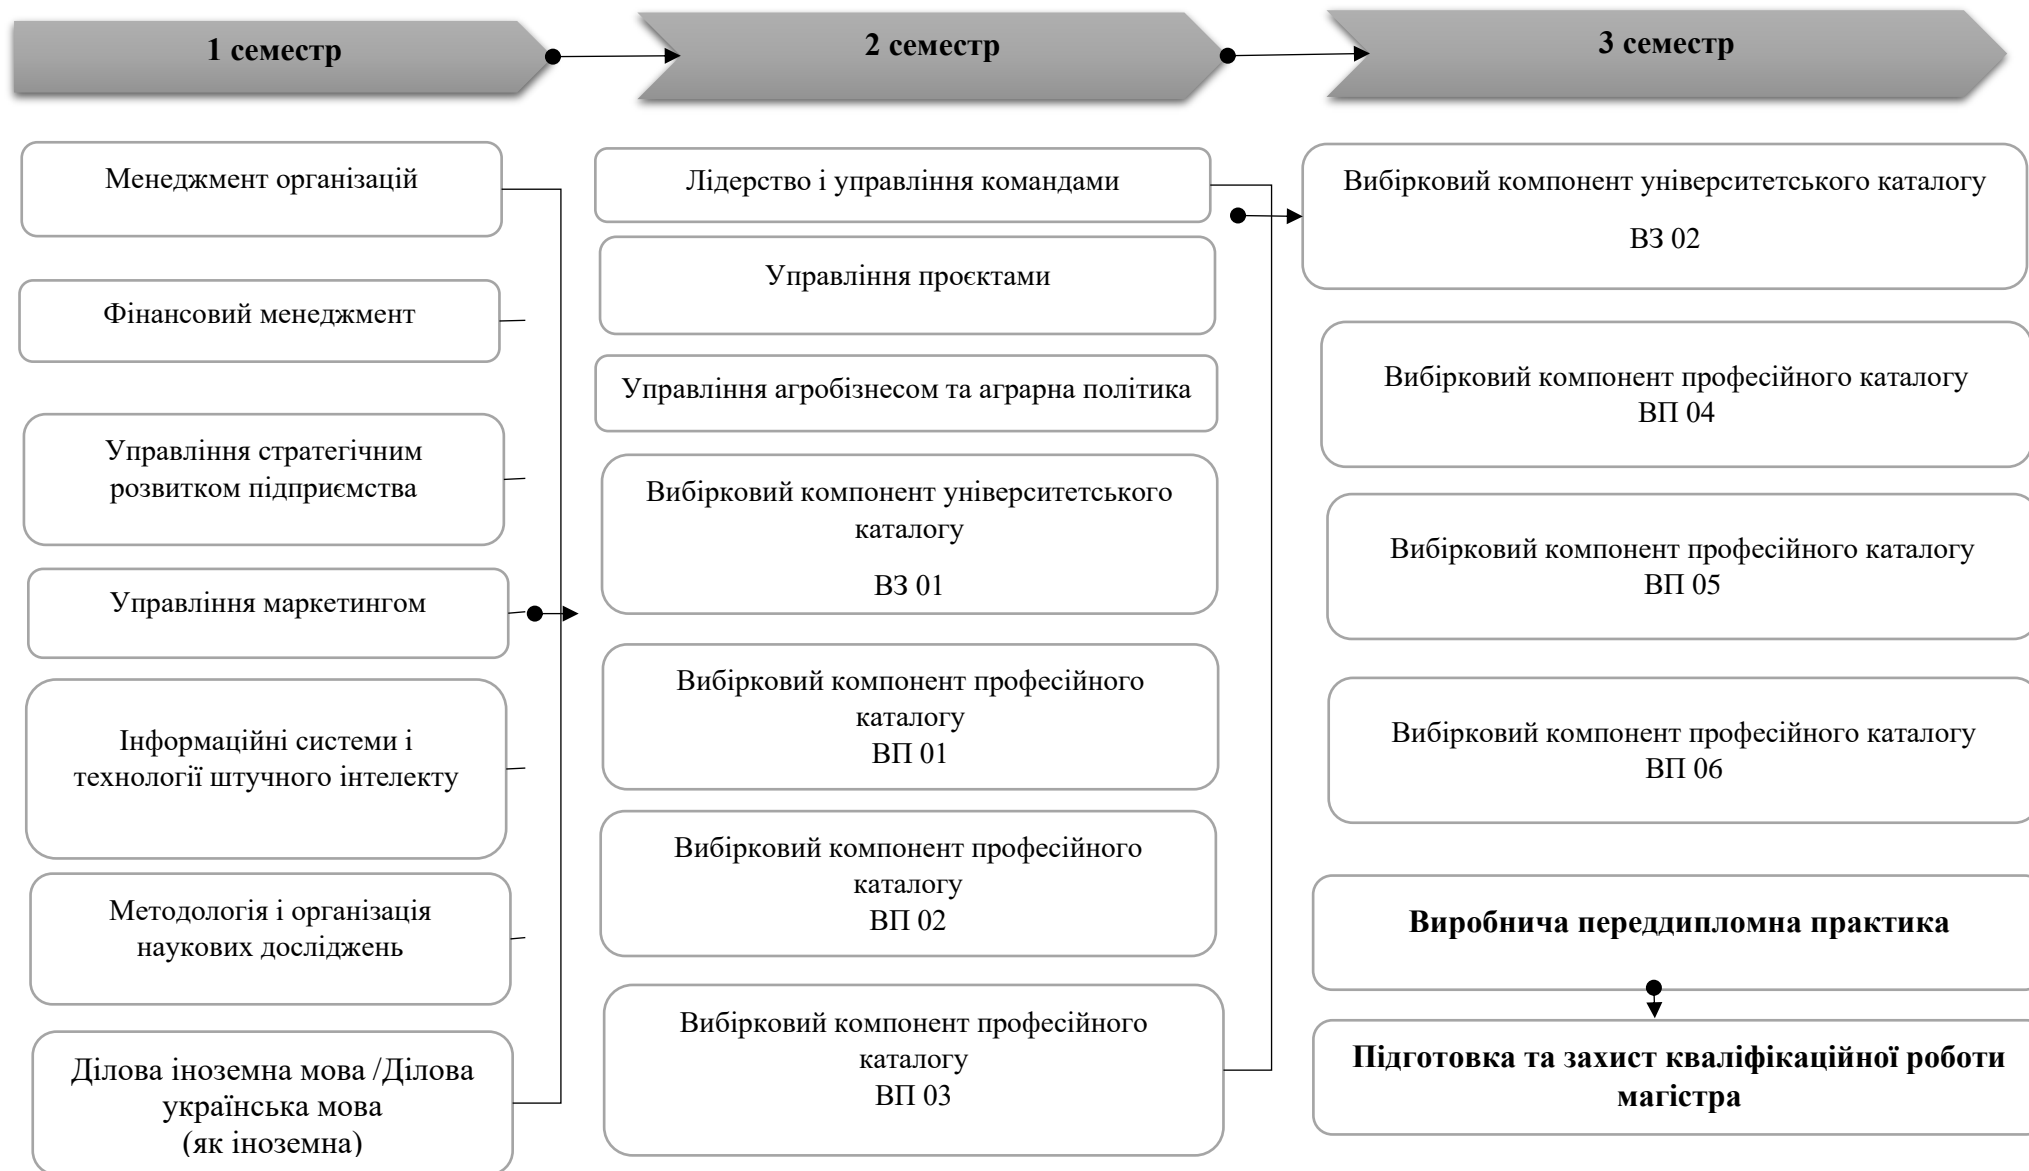 1 семестр
2 семестр
3 семестр
Менеджмент організацій
Фінансовий менеджмент
Управління стратегічним
розвитком підприємства
Управління маркетингом
Інформаційні системи і
технології штучного інтелекту
Методологія і організація
наукових досліджень
Ділова іноземна мова /Ділова
українська мова
(як іноземна)
Лідерство і управління командами
Управління проєктами
Управління агробізнесом та аграрна політика
Вибірковий компонент університетського
каталогу
ВЗ 01
Вибірковий компонент професійного
каталогу
ВП 01
Вибірковий компонент професійного
каталогу
ВП 02
Вибірковий компонент професійного
каталогу
ВП 03
Вибірковий компонент університетського каталогу
ВЗ 02
Вибірковий компонент професійного каталогу
ВП 04
Вибірковий компонент професійного каталогу
ВП 05
Вибірковий компонент професійного каталогу
ВП 06
Виробнича переддипломна практика
Підготовка та захист кваліфікаційної роботи
магістра